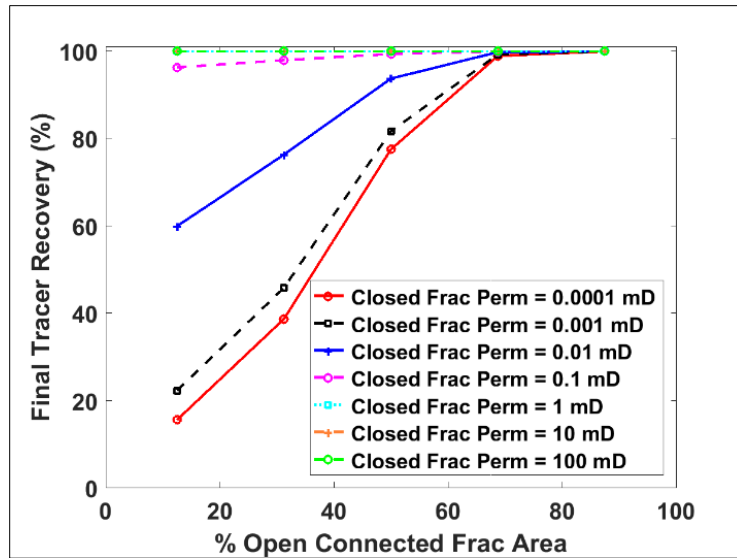 100
80
60
40
20
0
Final Tracer Recovery (%)
Closed Frac Perm = 0.0001 mD
Closed Frac Perm = 0.001 mD
Closed Frac Perm = 0.01 mD
Closed Frac Perm = 0.1 mD
Closed Frac Perm = 1 mD
Closed Frac Perm = 10 mD
Closed Frac Perm = 100 mD
0 20 40 60 80 100
% Open Connected Frac Area